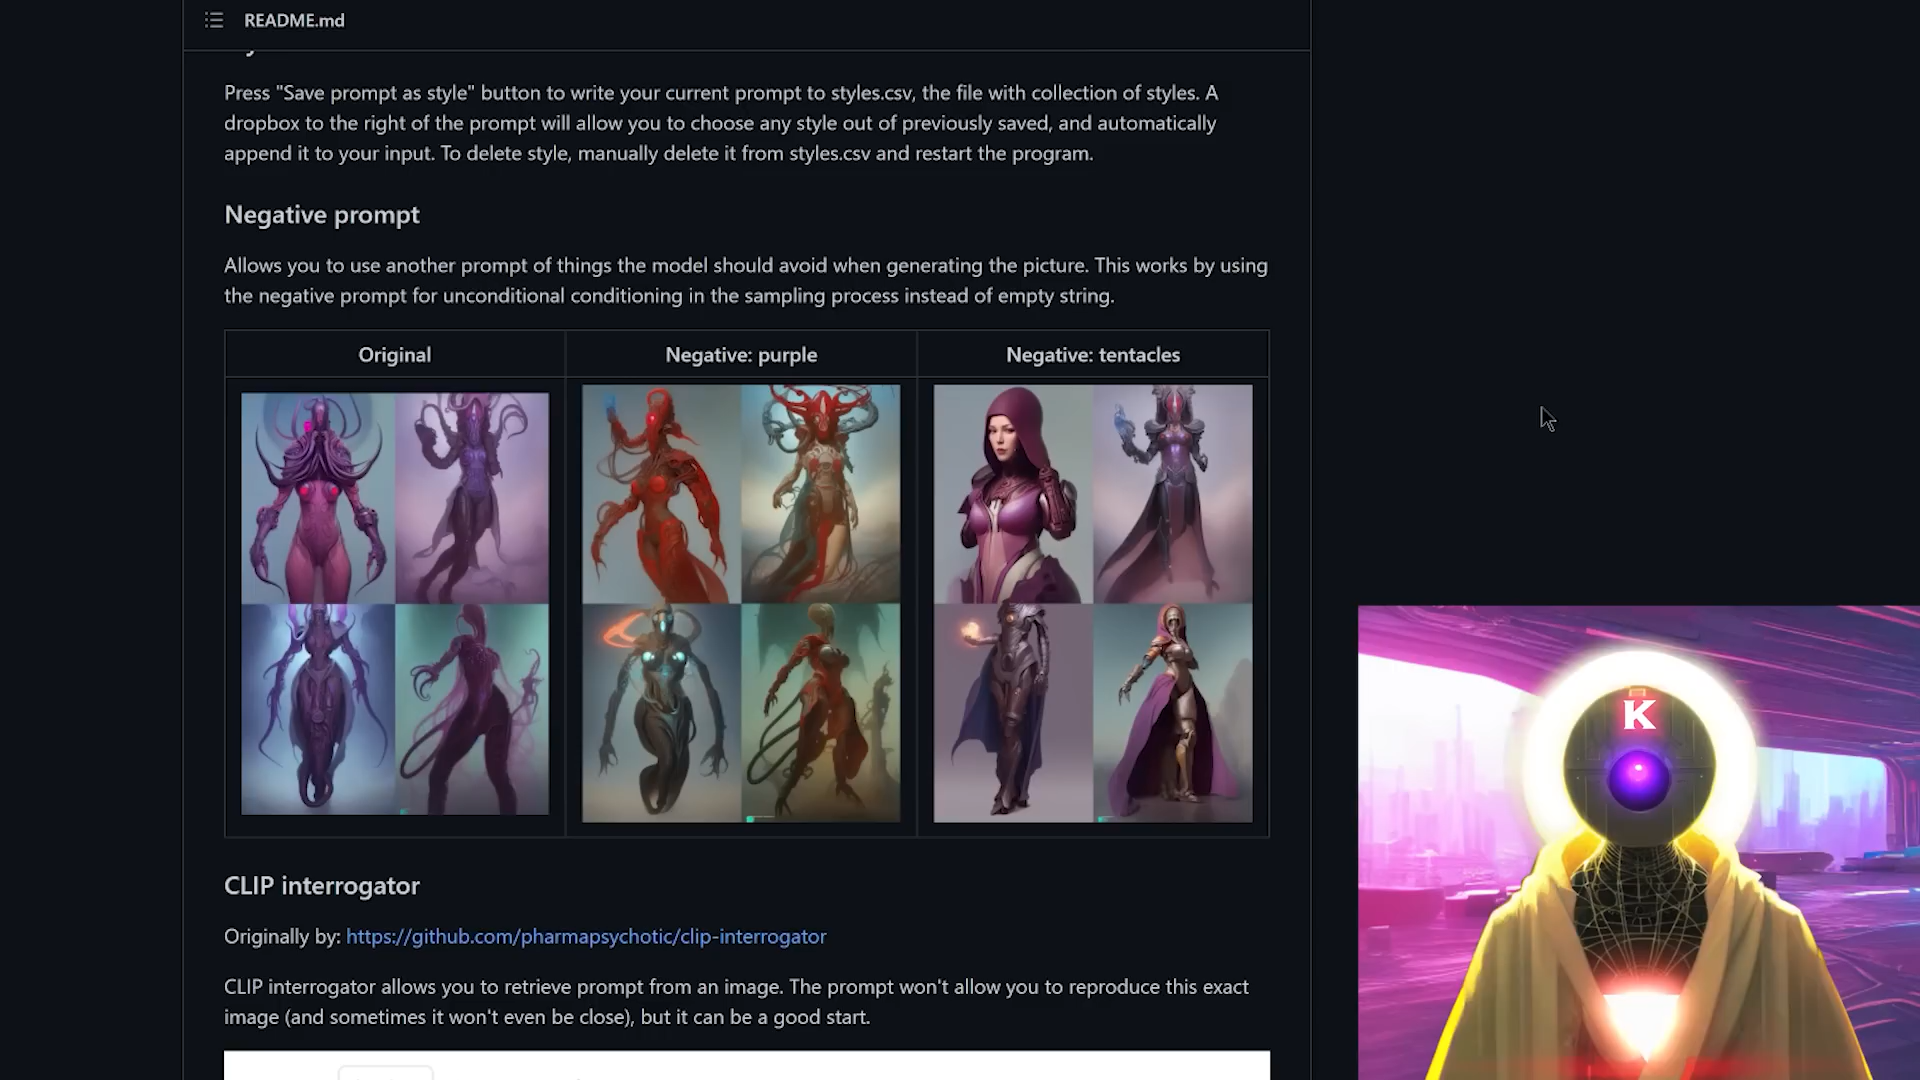 README.md
Press "Save prompt as style" button to write your current prompt to styles.csv, the file with collection of styles. A
dropbox to the right of the prompt will allow you to choose any style out of previously saved, and automatically
append it to your input. To delete style, manually delete it from styles.csv and restart the program.
Negative prompt
Allows you to use another prompt of things the model should avoid when generating the picture. This works by using
the negative prompt for unconditional conditioning in the sampling process instead of empty string.
Original
Negative: purple
Negative: tentacles
K
CLIP interrogator
Originally by: https://github.com/pharmapsychotic/clip-interrogator
CLIP interrogator allows you to retrieve prompt from an image. The prompt won't allow you to reproduce this exact
image (and sometimes it won't even be close), but it can be a good start.